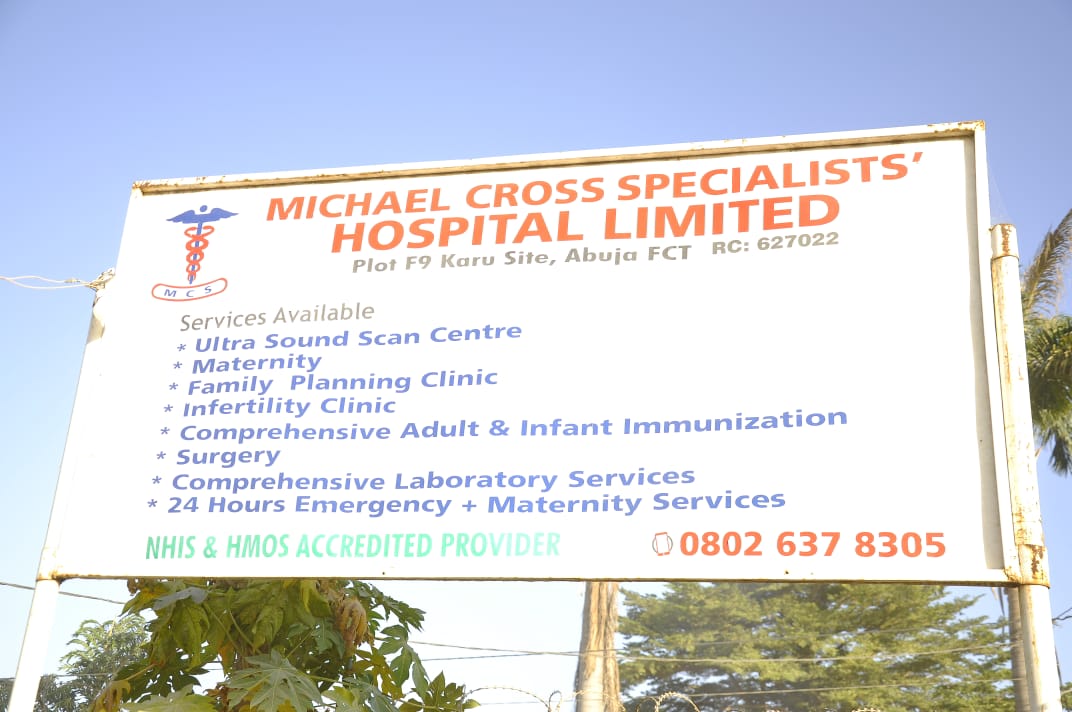 MICHAEL CROSS SPECIALISTS'
HOSPITAL LIMITED
Plot F9 Karu Site, Abuja FCT RC: 627022
M C S
Services Available
* Ultra Sound Scan Centre
* Maternity
* Family Planning Clinic
* Infertility Clinic
* Comprehensive Adult & Infant Immunization
* Surgery
* Comprehensive Laboratory Services
* 24 Hours Emergency + Maternity Services
NHIS & HMOS ACCREDITED PROVIDER
0802 637 8305